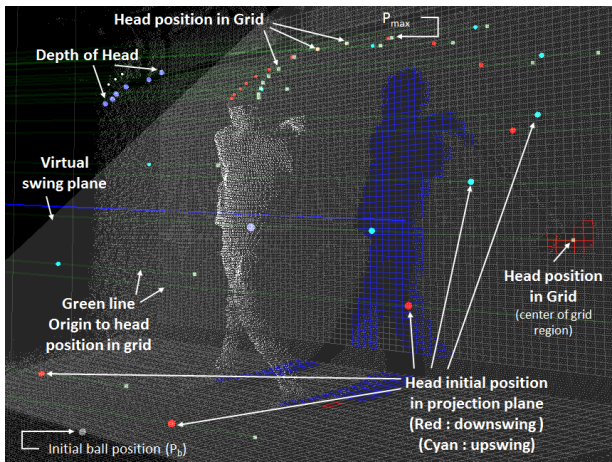 Head position in Grid
P_max
Depth of Head
Virtual
swing plane
Head position
in Grid
(center of grid
region)
Green line
Origin to head
position in grid
Head initial position
in projection plane
(Red : downswing)
(Cyan : upswing)
Initial ball position (P_b)